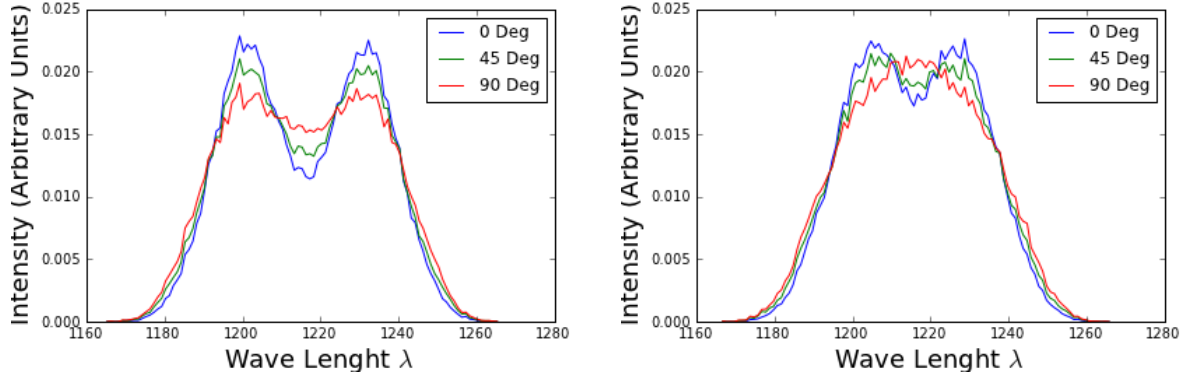 0.025
0.020
0.015
0.010
0.005
0.000
Intensity (Arbitrary Units)
0 Deg
45 Deg
90 Deg
1160 1180 1200 1220 1240 1260 1280
Wave Lenght λ
0.025
0.020
0.015
0.010
0.005
0.000
Intensity (Arbitrary Units)
0 Deg
45 Deg
90 Deg
1160 1180 1200 1220 1240 1260 1280
Wave Lenght λ